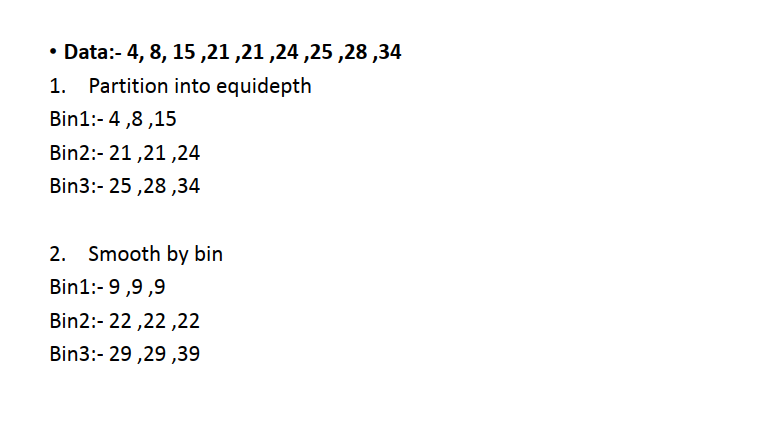 • Data:- 4, 8, 15 ,21 ,21 ,24 ,25 ,28 ,34
1. Partition into equidepth
Bin1:- 4 ,8 ,15
Bin2:- 21 ,21 ,24
Bin3:- 25 ,28 ,34
2. Smooth by bin
Bin1:- 9 ,9 ,9
Bin2:- 22 ,22 ,22
Bin3:- 29 ,29 ,39